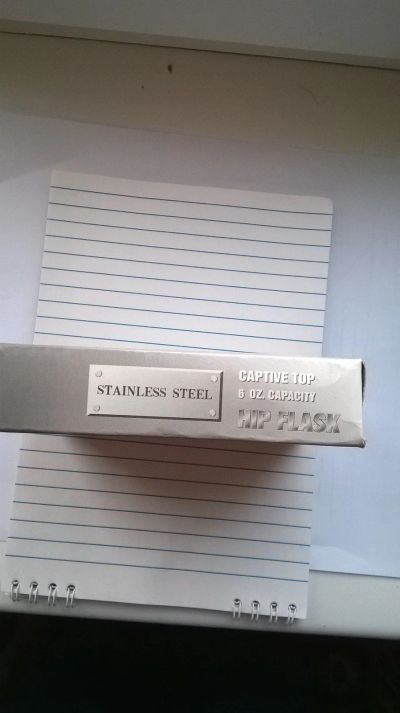 STAINLESS STEEL
CAPTIVE TOP
6 OZ. CAPACITY
HIP FLASK